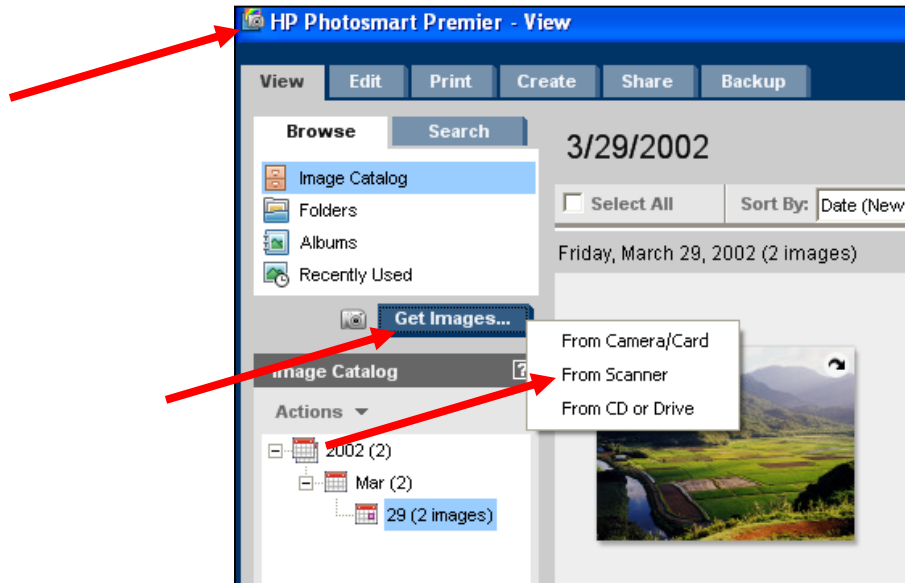 HP Photosmart Premier - View
View Edit Print Create Share Backup
Browse Search
Image Catalog
Folders
Albums
Recently Used
Get Images...
Image Catalog ?
Actions
2002 (2)
Mar (2)
29 (2 images)
3/29/2002
Select All Sort By: Date (New
Friday, March 29, 2002 (2 images)
From Camera/Card
From Scanner
From CD or Drive